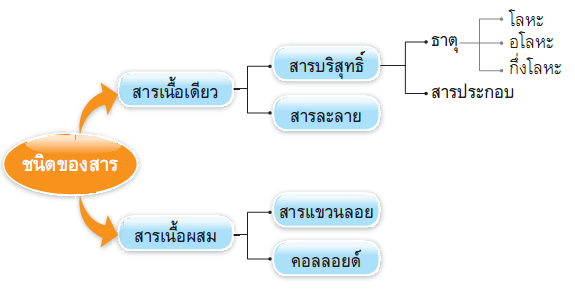 ชนิดของสาร
สารเนื้อเดียว
สารบริสุทธิ์
ธาตุ
โลหะ
อโลหะ
กึ่งโลหะ
สารประกอบ
สารละลาย
สารเนื้อผสม
สารแขวนลอย
คอลลอยด์